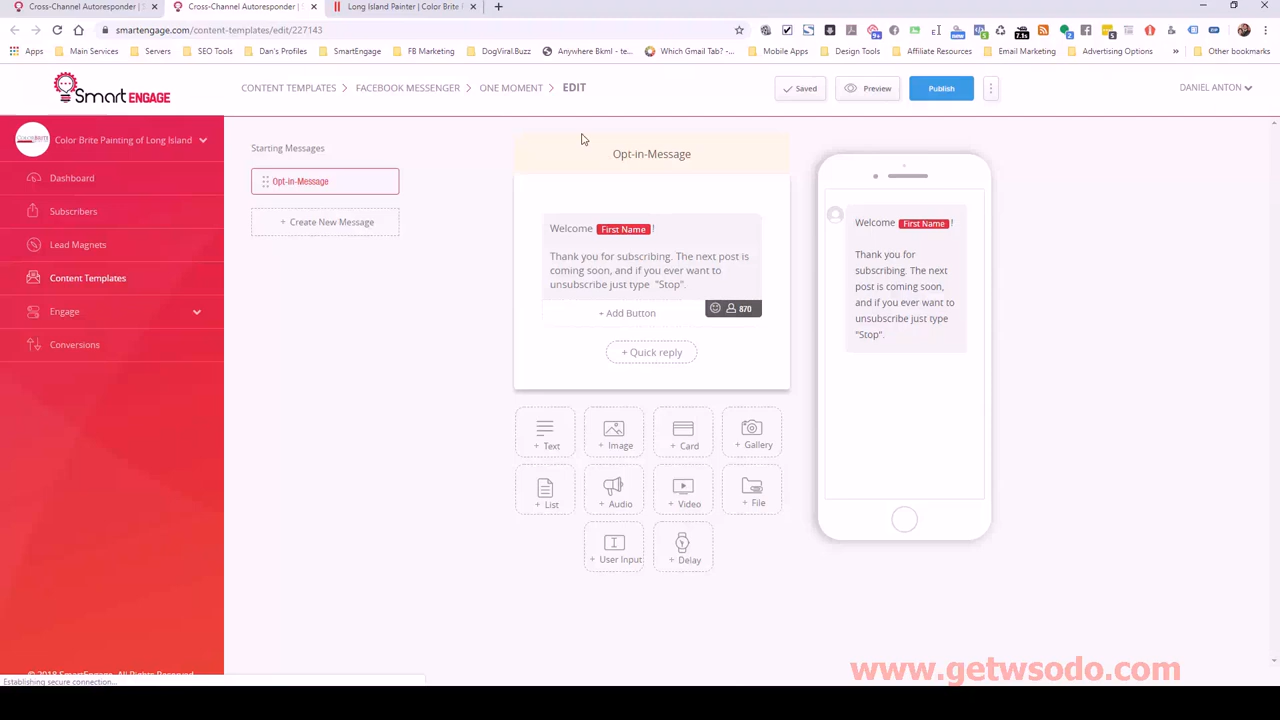 Cross-Channel Autoresponder | S
Cross-Channel Autoresponder | S
Long Island Painter | Color Brite
smartengage.com/content-templates/edit/227143
Apps
Main Services
Servers
SEO Tools
Dan's Profiles
SmartEngage
FB Marketing
DogViral.Buzz
Anywhere Bkml - te...
Which Gmail Tab? -...
Mobile Apps
Design Tools
Affiliate Resources
Email Marketing
Advertising Options
»
Other bookmarks
SmartENGAGE
CONTENT TEMPLATES > FACEBOOK MESSENGER > ONE MOMENT > EDIT
Saved
Preview
Publish
DANIEL ANTON
Color Brite Painting of Long Island
Dashboard
Subscribers
Lead Magnets
Content Templates
Engage
Conversions
Starting Messages
Opt-in-Message
+ Create New Message
Opt-in-Message
Welcome First Name !
Thank you for subscribing. The next post is
coming soon, and if you ever want to
unsubscribe just type "Stop".
+ Add Button
870
+ Quick reply
+ Text
+ Image
+ Card
+ Gallery
+ List
+ Audio
+ Video
+ File
+ User Input
+ Delay
Welcome First Name !
Thank you for
subscribing. The next
post is coming soon,
and if you ever want to
unsubscribe just type
"Stop".
© 2018 SmartEngage. All Rights Reserved
Establishing secure connection...
www.getwsodo.com